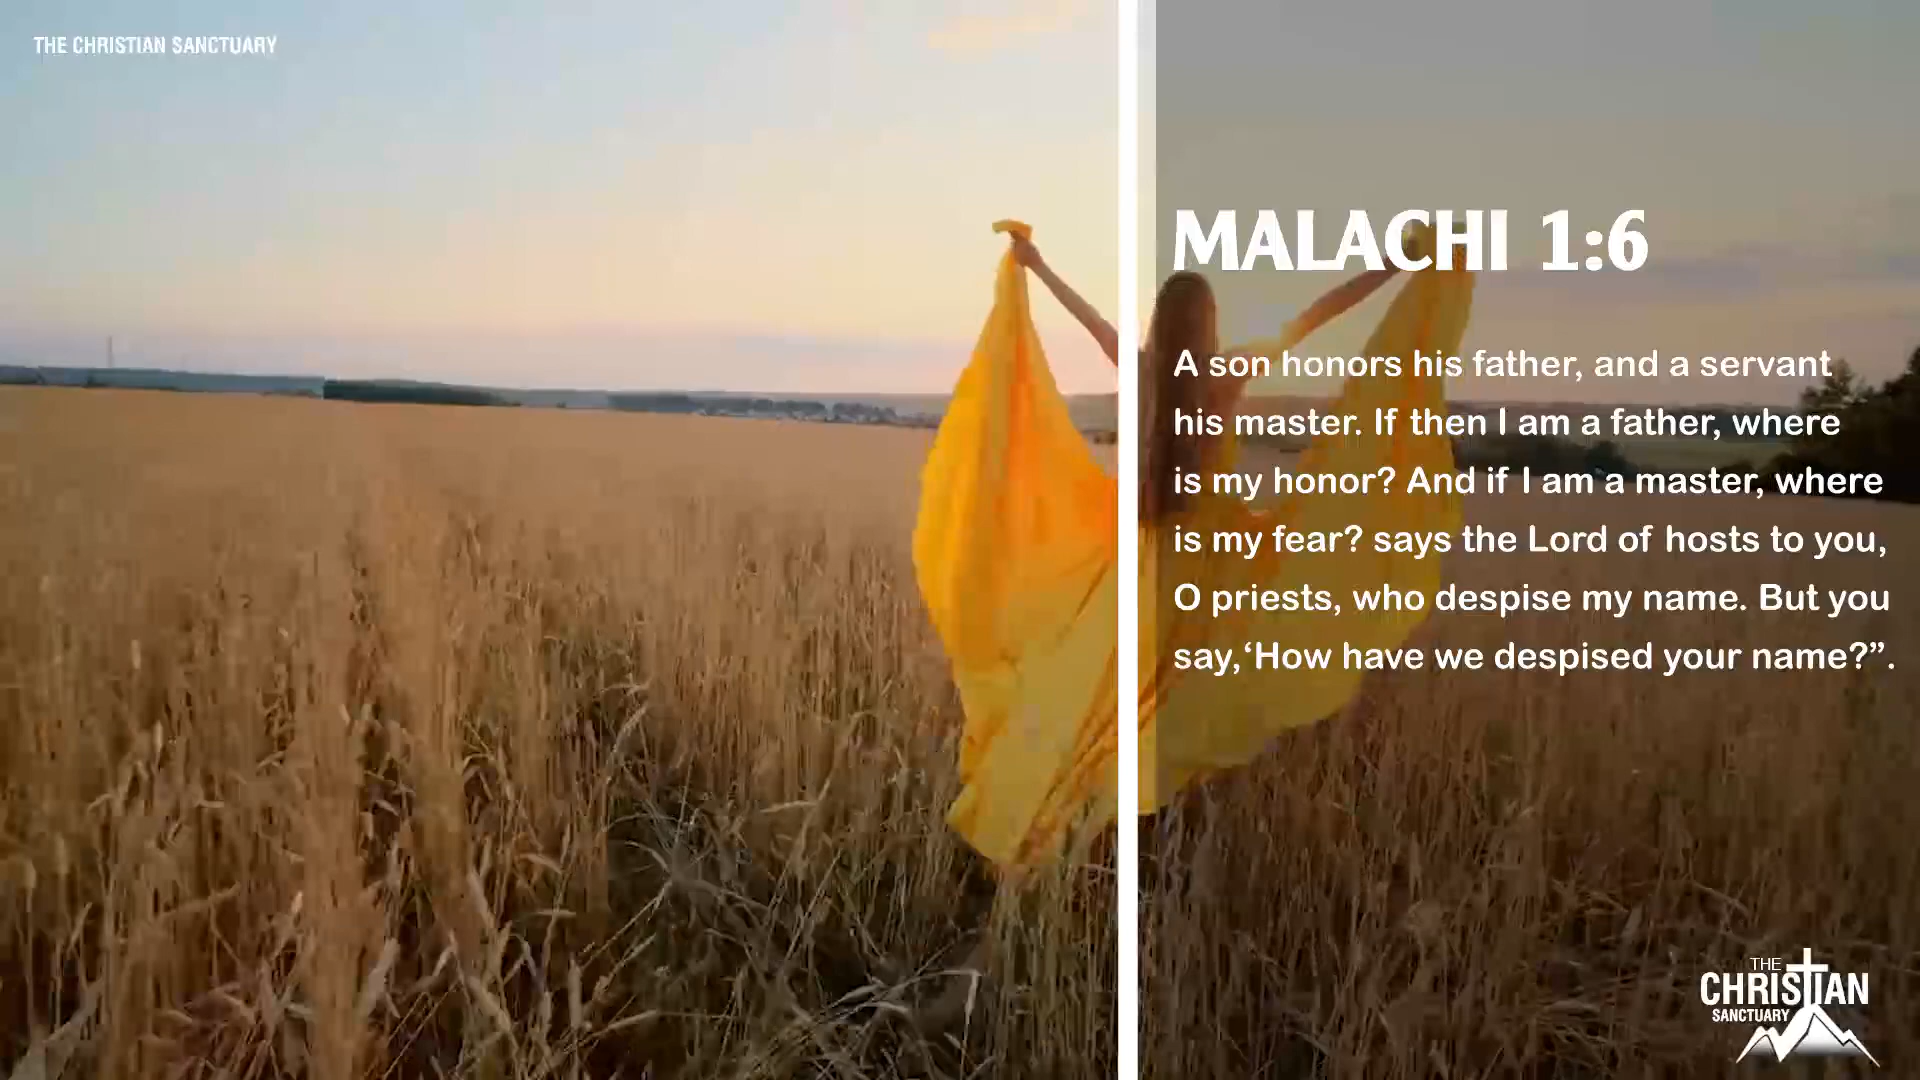 THE CHRISTIAN SANCTUARY
MALACHI 1:6
A son honors his father, and a servant
his master. If then I am a father, where
is my honor? And if I am a master, where
is my fear? says the Lord of hosts to you,
O priests, who despise my name. But you
say,‘How have we despised your name?”.
THE
CHRISTIAN
SANCTUARY